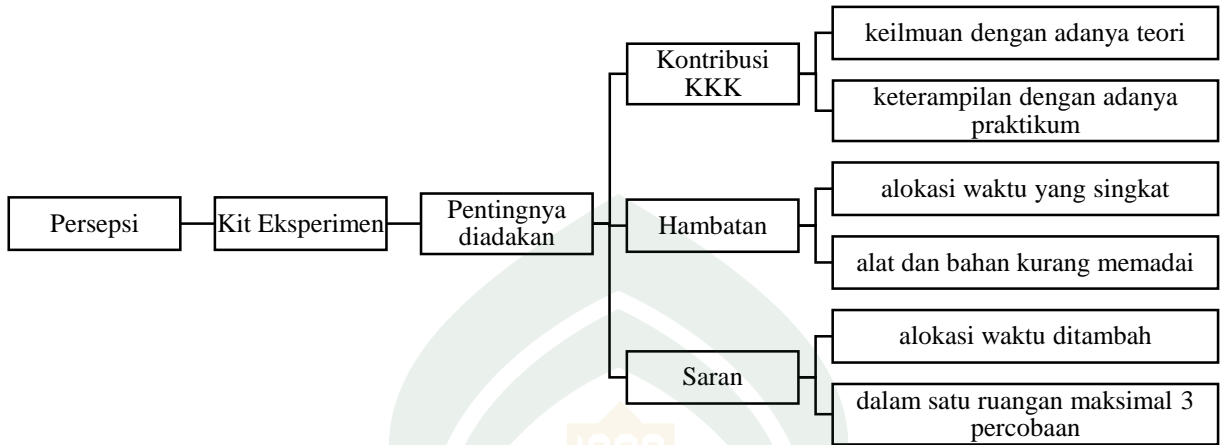 Persepsi
Kit Eksperimen
Pentingnya
diadakan
Kontribusi
KKK
keilmuan dengan adanya teori
keterampilan dengan adanya
praktikum
Hambatan
alokasi waktu yang singkat
alat dan bahan kurang memadai
Saran
alokasi waktu ditambah
dalam satu ruangan maksimal 3
percobaan